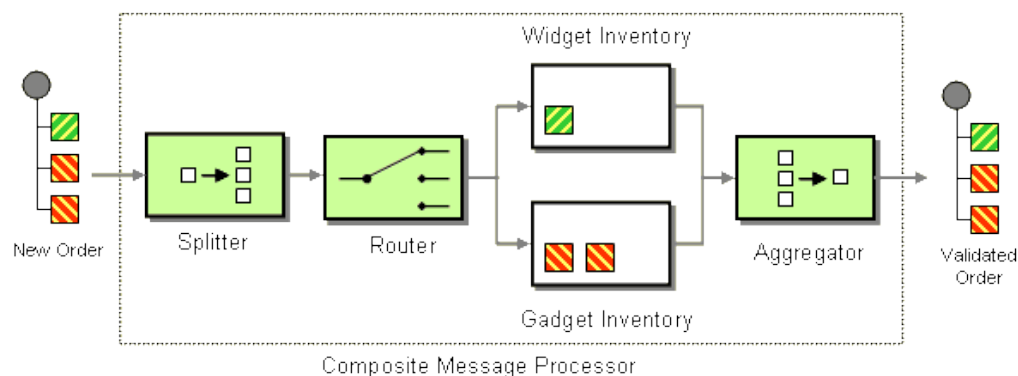 Widget Inventory
New Order
Splitter
Router
Aggregator
Validated
Order
Gadget Inventory
Composite Message Processor